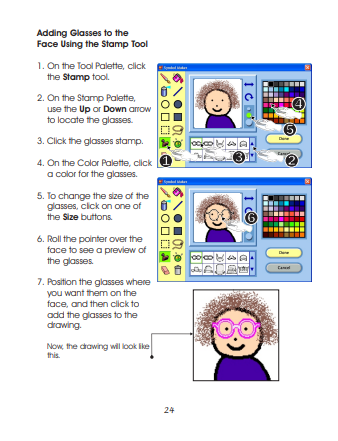 Adding Glasses to the
Face Using the Stamp Tool
1. On the Tool Palette, click
the Stamp tool.
2. On the Stamp Palette,
use the Up or Down arrow
to locate the glasses.
3. Click the glasses stamp.
4. On the Color Palette, click
a color for the glasses.
5. To change the size of the
glasses, click on one of
the Size buttons.
6. Roll the pointer over the
face to see a preview of
the glasses.
7. Position the glasses where
you want them on the
face, and then click to
add the glasses to the
drawing.
Now, the drawing will look like
this.
Symbol Maker
4
5
Done
Cancel
1
3
2
Symbol Maker
6
Done
Cancel
24